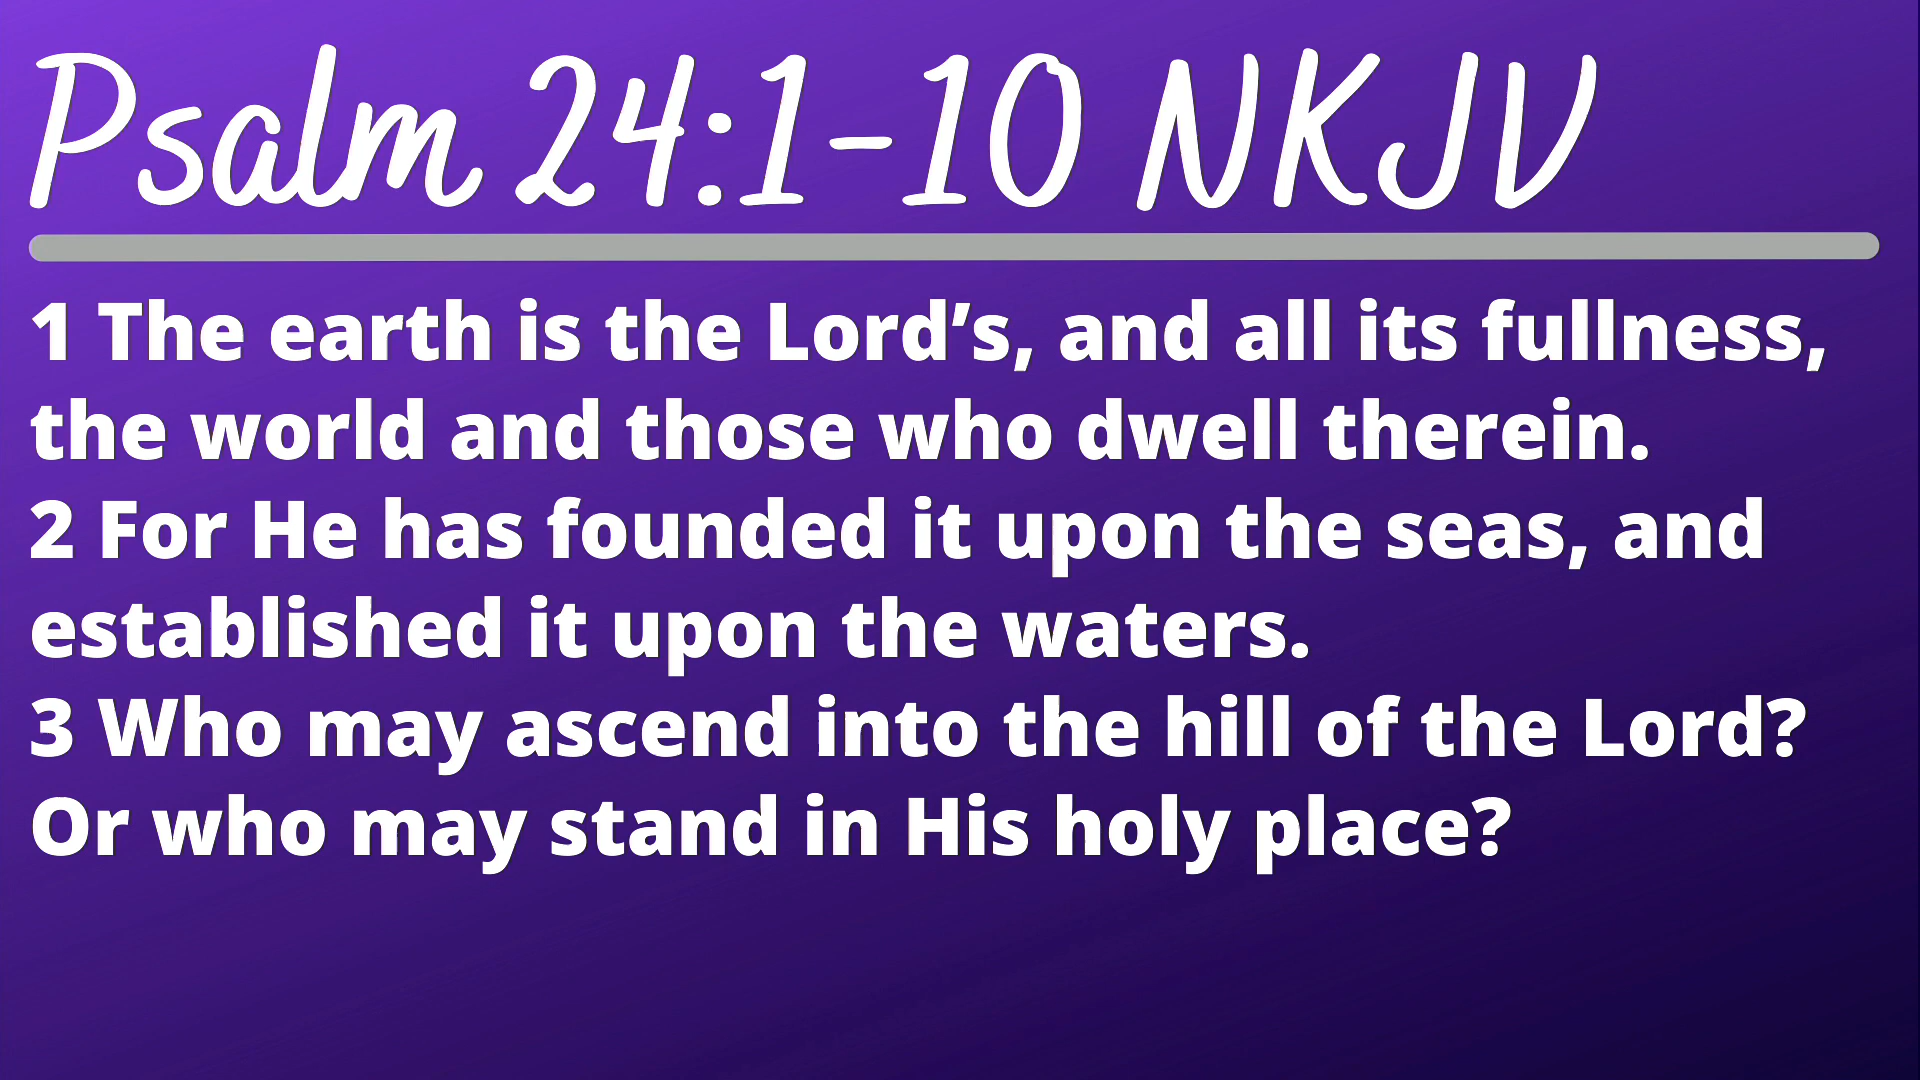 Psalm 24:1-10 NKJV
1 The earth is the Lord’s, and all its fullness,
the world and those who dwell therein.
2 For He has founded it upon the seas, and
established it upon the waters.
3 Who may ascend into the hill of the Lord?
Or who may stand in His holy place?